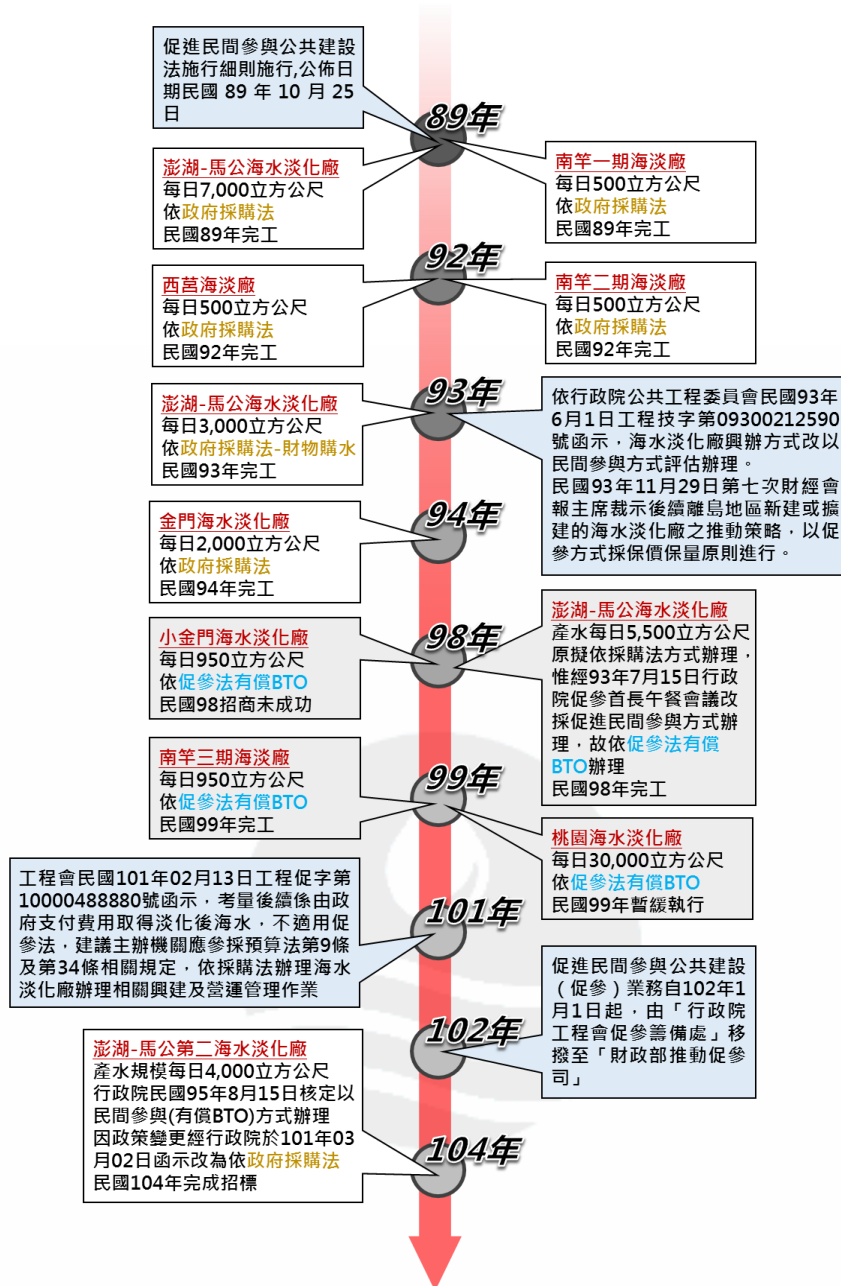 促進民間參與公共建設
法施行細則施行,公佈日
期民國 89 年 10 月 25
日
89年
澎湖-馬公海水淡化廠
每日7,000立方公尺
依政府採購法
民國89年完工
南竿一期海淡廠
每日500立方公尺
依政府採購法
民國89年完工
92年
西莒海淡廠
每日500立方公尺
依政府採購法
民國92年完工
南竿二期海淡廠
每日500立方公尺
依政府採購法
民國92年完工
93年
澎湖-馬公海水淡化廠
每日3,000立方公尺
依政府採購法-財物購水
民國93年完工
依行政院公共工程委員會民國93年
6月1日工程技字第09300212590
號函示，海水淡化廠興辦方式改以
民間參與方式評估辦理。
民國93年11月29日第七次財經會
報主席裁示後續離島地區新建或擴
建的海水淡化廠之推動策略，以促
參方式採保價保量原則進行。
94年
金門海水淡化廠
每日2,000立方公尺
依政府採購法
民國94年完工
98年
小金門海水淡化廠
每日950立方公尺
依促參法有償BTO
民國98招商未成功
澎湖-馬公海水淡化廠
產水每日5,500立方公尺
原擬依採購法方式辦理，
惟經93年7月15日行政
院促參首長午餐會議改
採促進民間參與方式辦
理，故依促參法有償
BTO辦理
民國98年完工
99年
南竿三期海淡廠
每日950立方公尺
依促參法有償BTO
民國99年完工
桃園海水淡化廠
每日30,000立方公尺
依促參法有償BTO
民國99年暫緩執行
101年
工程會民國101年02月13日工程促字第
10000488880號函示，考量後續係由政
府支付費用取得淡化後海水，不適用促
參法，建議主辦機關應參採預算法第9條
及第34條相關規定，依採購法辦理海水
淡化廠辦理相關興建及營運管理作業
102年
促進民間參與公共建設
（促參）業務自102年1
月1日起，由「行政院
工程會促參籌備處」移
撥至「財政部推動促參
司」
104年
澎湖-馬公第二海水淡化廠
產水規模每日4,000立方公尺
行政院民國95年8月15日核定以
民間參與(有償BTO)方式辦理
因政策變更經行政院於101年03
月02日函示改為依政府採購法
民國104年完成招標